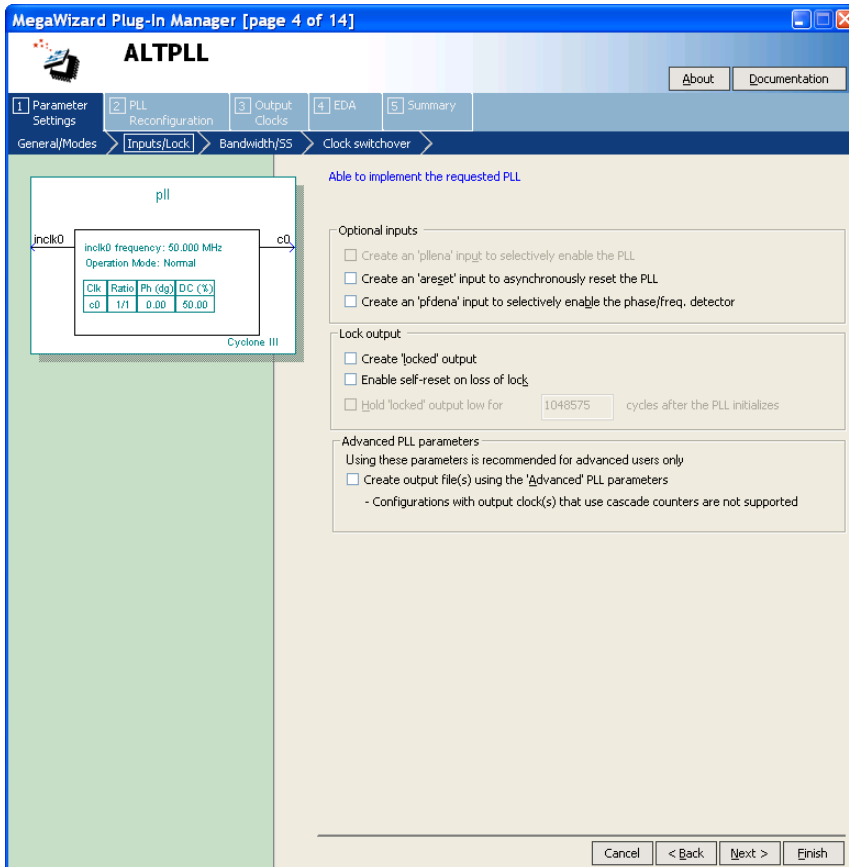 MegaWizard Plug-In Manager [page 4 of 14]
ALTPLL
About
Documentation
1 Parameter Settings
2 PLL Reconfiguration
3 Output Clocks
4 EDA
5 Summary
General/Modes
Inputs/Lock
Bandwidth/SS
Clock switchover
pll
inclk0
c0
inclk0 frequency: 50.000 MHz
Operation Mode: Normal
Clk Ratio Ph (dg) DC (%)
c0 1/1 0.00 50.00
Cyclone III
Able to implement the requested PLL
Optional inputs
Create an 'pllena' input to selectively enable the PLL
Create an 'areset' input to asynchronously reset the PLL
Create an 'pfdena' input to selectively enable the phase/freq. detector
Lock output
Create 'locked' output
Enable self-reset on loss of lock
Hold 'locked' output low for 1048575 cycles after the PLL initializes
Advanced PLL parameters
Using these parameters is recommended for advanced users only
Create output file(s) using the 'Advanced' PLL parameters
- Configurations with output clock(s) that use cascade counters are not supported
Cancel
< Back
Next >
Finish